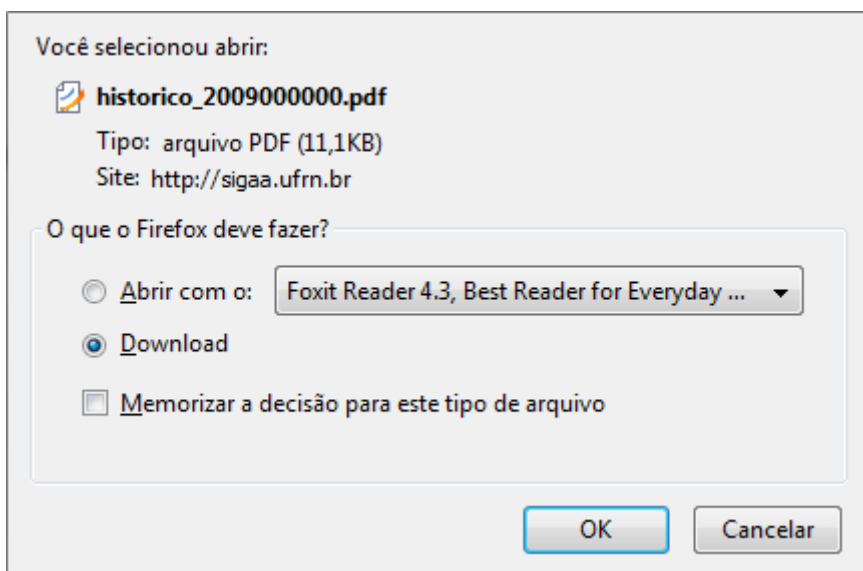 Você selecionou abrir:
historico_2009000000.pdf
Tipo: arquivo PDF (11,1KB)
Site: http://sigaa.ufrn.br
O que o Firefox deve fazer?
Abrir com o: Foxit Reader 4.3, Best Reader for Everyday ...
Download
Memorizar a decisão para este tipo de arquivo
OK Cancelar